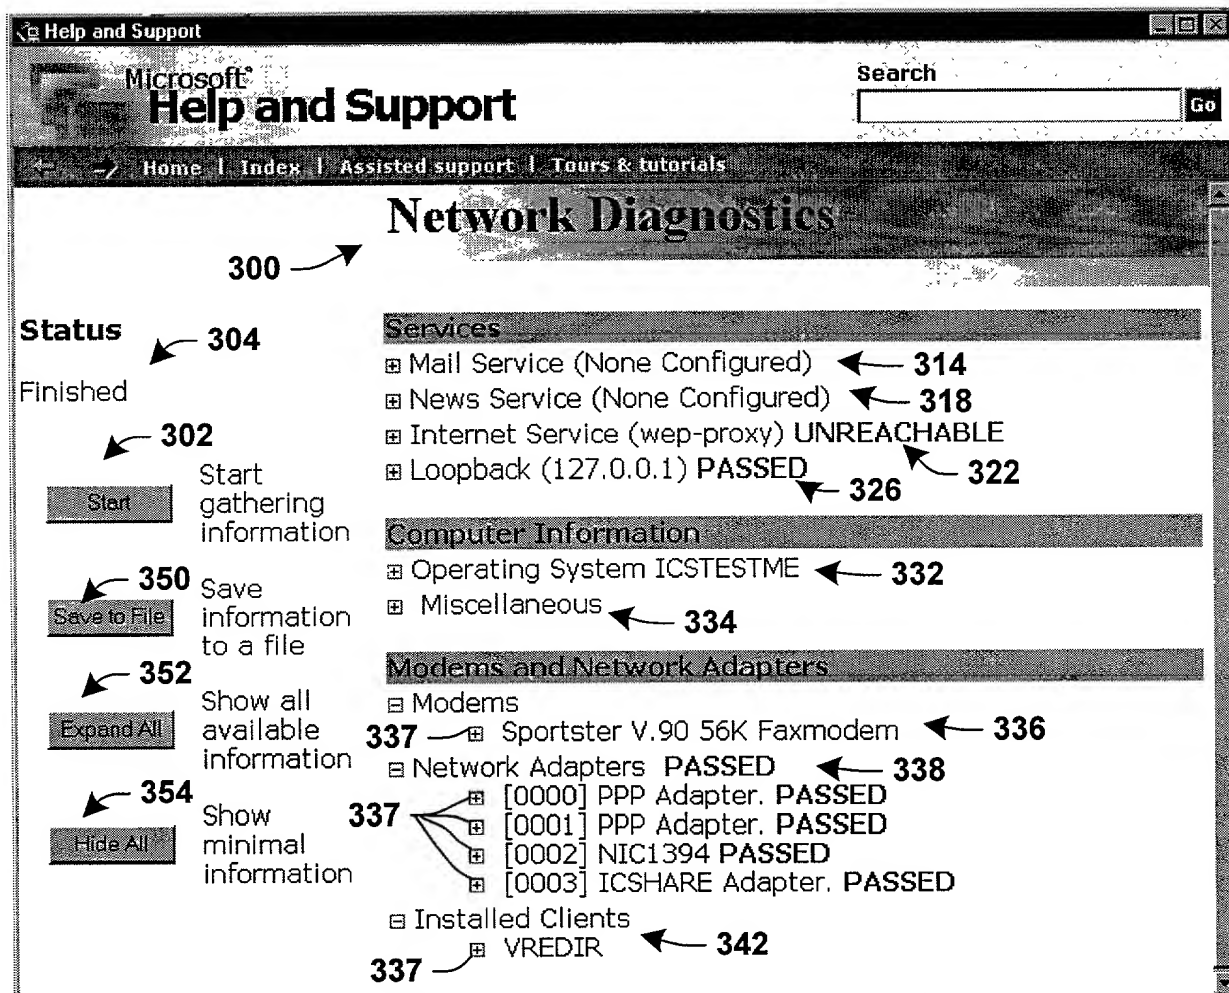 Help and Support
Microsoft®
Help and Support
Search
Go
Home | Index | Assisted support | Tours & tutorials
Network Diagnostics
300
Status
304
Finished
302
Start
Start gathering information
350
Save to File
Save information to a file
352
Expand All
Show all available information
354
Hide All
Show minimal information
Services
Mail Service (None Configured) 314
News Service (None Configured) 318
Internet Service (wep-proxy) UNREACHABLE
322
Loopback (127.0.0.1) PASSED
326
Computer Information
Operating System ICSTESTME 332
Miscellaneous
334
Modems and Network Adapters
Modems
337 Sportster V.90 56K Faxmodem 336
Network Adapters PASSED 338
337
[0000] PPP Adapter. PASSED
[0001] PPP Adapter. PASSED
[0002] NIC1394 PASSED
[0003] ICSHARE Adapter. PASSED
Installed Clients
342
337 VREDIR